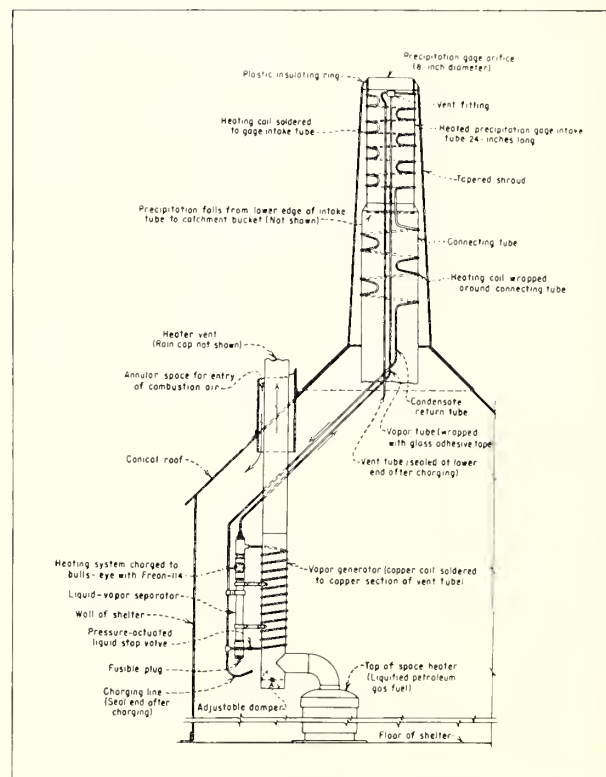 Precipitation gage orifice
(8 inch diameter)
Plastic insulating ring
Vent fitting
Heating coil soldered
to gage intake tube
Heated precipitation gage intake
tube 24-inches long
Tapered shroud
Precipitation falls from lower edge of intake
tube to catchment bucket (Not shown)
Connecting tube
Heating coil wrapped
around connecting tube
Heater vent
(Rain cap not shown)
Annular space for entry
of combustion air
Condensate
return tube
Vapor tube (wrapped
with glass adhesive tape
Vent tube (sealed at lower
end after charging)
Conical roof
Heating system charged to
bulls-eye with Freon-114
Vapor generator (copper coil soldered
to copper section of vent tube)
Liquid-vapor separator
Wall of shelter
Pressure-actuated
liquid stop valve
Fusible plug
Top of space heater
(Liquified petroleum
gas fuel)
Charging line
(Seal end after
charging)
Adjustable damper
Floor of shelter